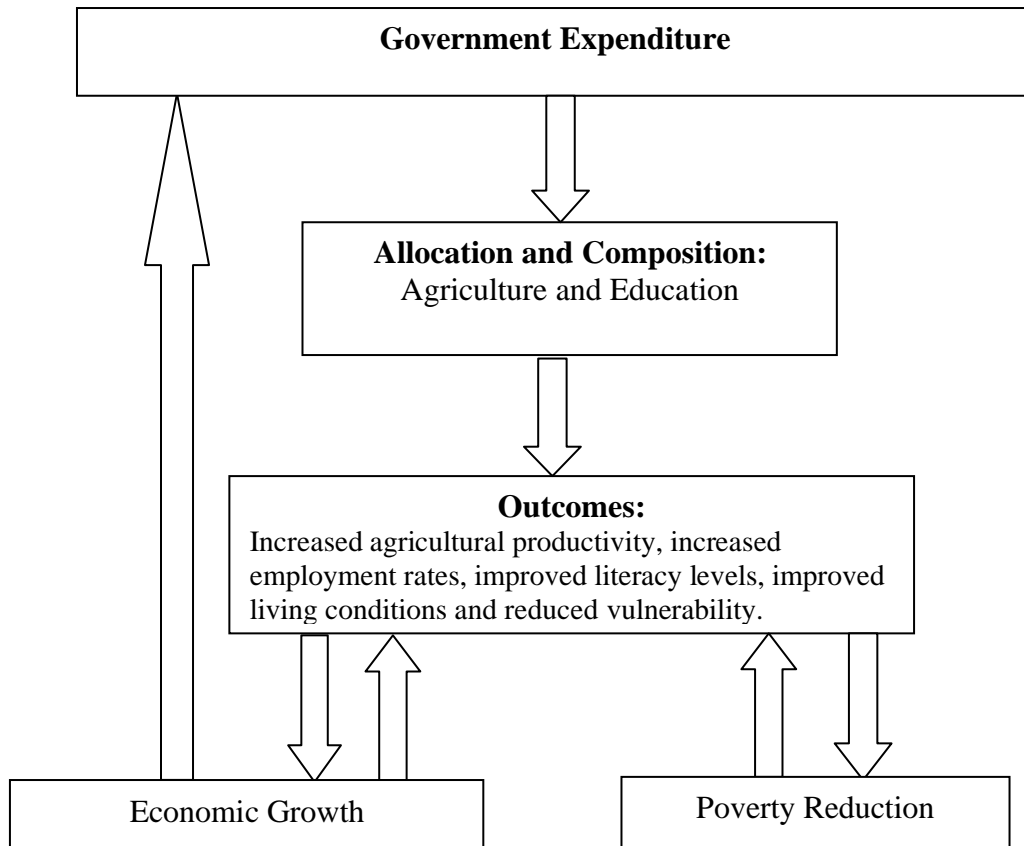 Government Expenditure
Allocation and Composition:
Agriculture and Education
Outcomes:
Increased agricultural productivity, increased
employment rates, improved literacy levels, improved
living conditions and reduced vulnerability.
Economic Growth
Poverty Reduction